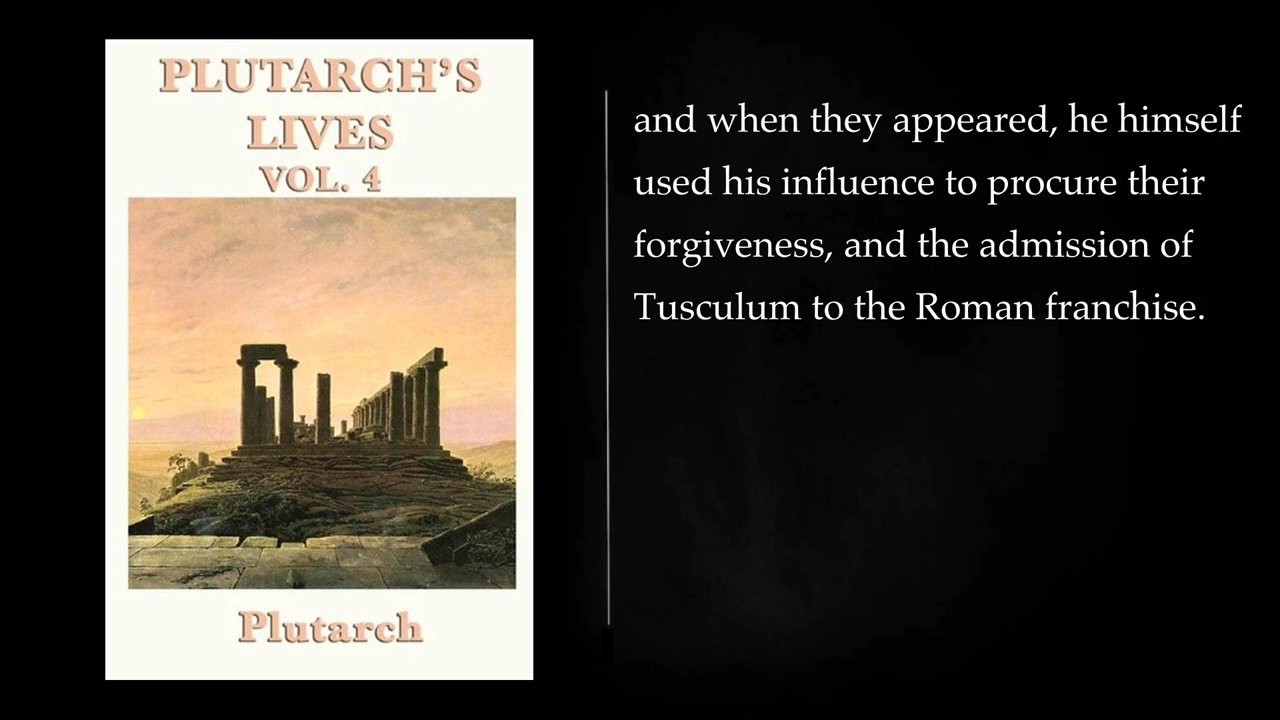 PLUTARCH'S
LIVES
VOL. 4
Plutarch
and when they appeared, he himself
used his influence to procure their
forgiveness, and the admission of
Tusculum to the Roman franchise.